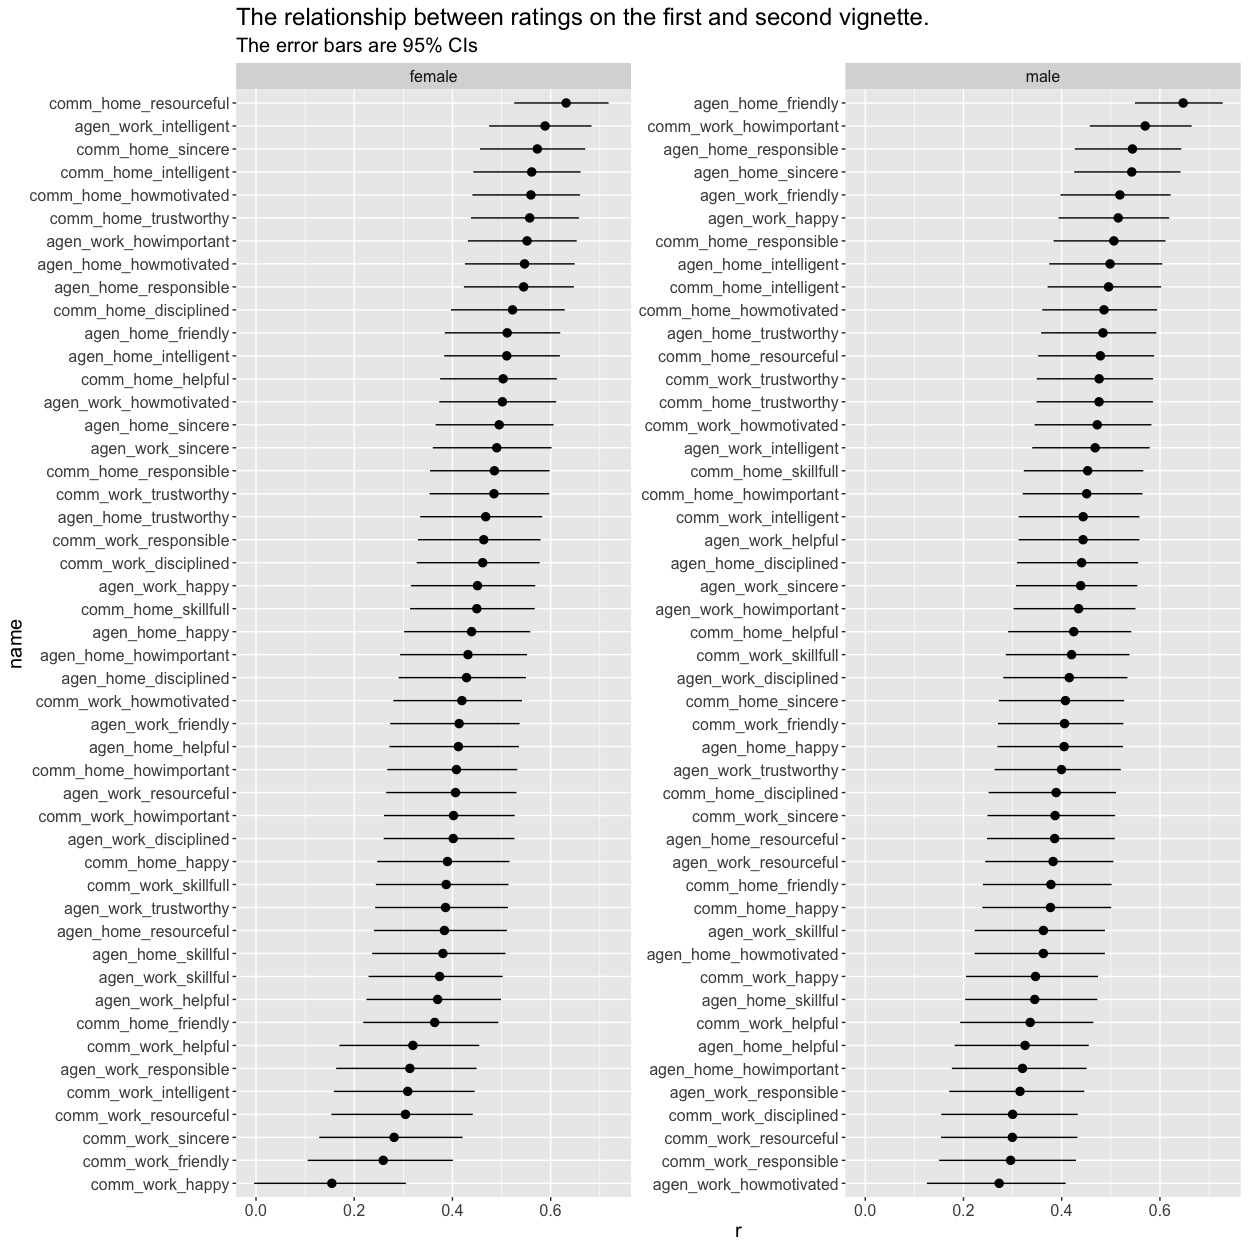 The relationship between ratings on the first and second vignette.
The error bars are 95% CIs
female
male
name
comm_home_resourceful
agen_work_intelligent
comm_home_sincere
comm_home_intelligent
comm_home_howmotivated
comm_home_trustworthy
agen_work_howimportant
agen_home_howmotivated
agen_home_responsible
comm_home_disciplined
agen_home_friendly
agen_home_intelligent
comm_home_helpful
agen_work_howmotivated
agen_home_sincere
agen_work_sincere
comm_home_responsible
comm_work_trustworthy
agen_home_trustworthy
comm_work_responsible
comm_work_disciplined
agen_work_happy
comm_home_skillfull
agen_home_happy
agen_home_howimportant
agen_home_disciplined
comm_work_howmotivated
agen_work_friendly
agen_home_helpful
comm_home_howimportant
agen_work_resourceful
comm_work_howimportant
agen_work_disciplined
comm_home_happy
comm_work_skillfull
agen_work_trustworthy
agen_home_resourceful
agen_home_skillful
agen_work_skillful
agen_work_helpful
comm_home_friendly
comm_work_helpful
agen_work_responsible
comm_work_intelligent
comm_work_resourceful
comm_work_sincere
comm_work_friendly
comm_work_happy
0.0 0.2 0.4 0.6
agen_home_friendly
comm_work_howimportant
agen_home_responsible
agen_home_sincere
agen_work_friendly
agen_work_happy
comm_home_responsible
agen_home_intelligent
comm_home_intelligent
comm_home_howmotivated
agen_home_trustworthy
comm_home_resourceful
comm_work_trustworthy
comm_home_trustworthy
comm_work_howmotivated
agen_work_intelligent
comm_home_skillfull
comm_home_howimportant
comm_work_intelligent
agen_work_helpful
agen_home_disciplined
agen_work_sincere
agen_work_howimportant
comm_home_helpful
comm_work_skillfull
agen_work_disciplined
comm_home_sincere
comm_work_friendly
agen_home_happy
agen_work_trustworthy
comm_home_disciplined
comm_work_sincere
agen_home_resourceful
agen_work_resourceful
comm_home_friendly
comm_home_happy
agen_work_skillful
agen_home_howmotivated
comm_work_happy
agen_home_skillful
comm_work_helpful
agen_home_helpful
agen_home_howimportant
agen_work_responsible
comm_work_disciplined
comm_work_resourceful
comm_work_responsible
agen_work_howmotivated
0.0 0.2 0.4 0.6
r